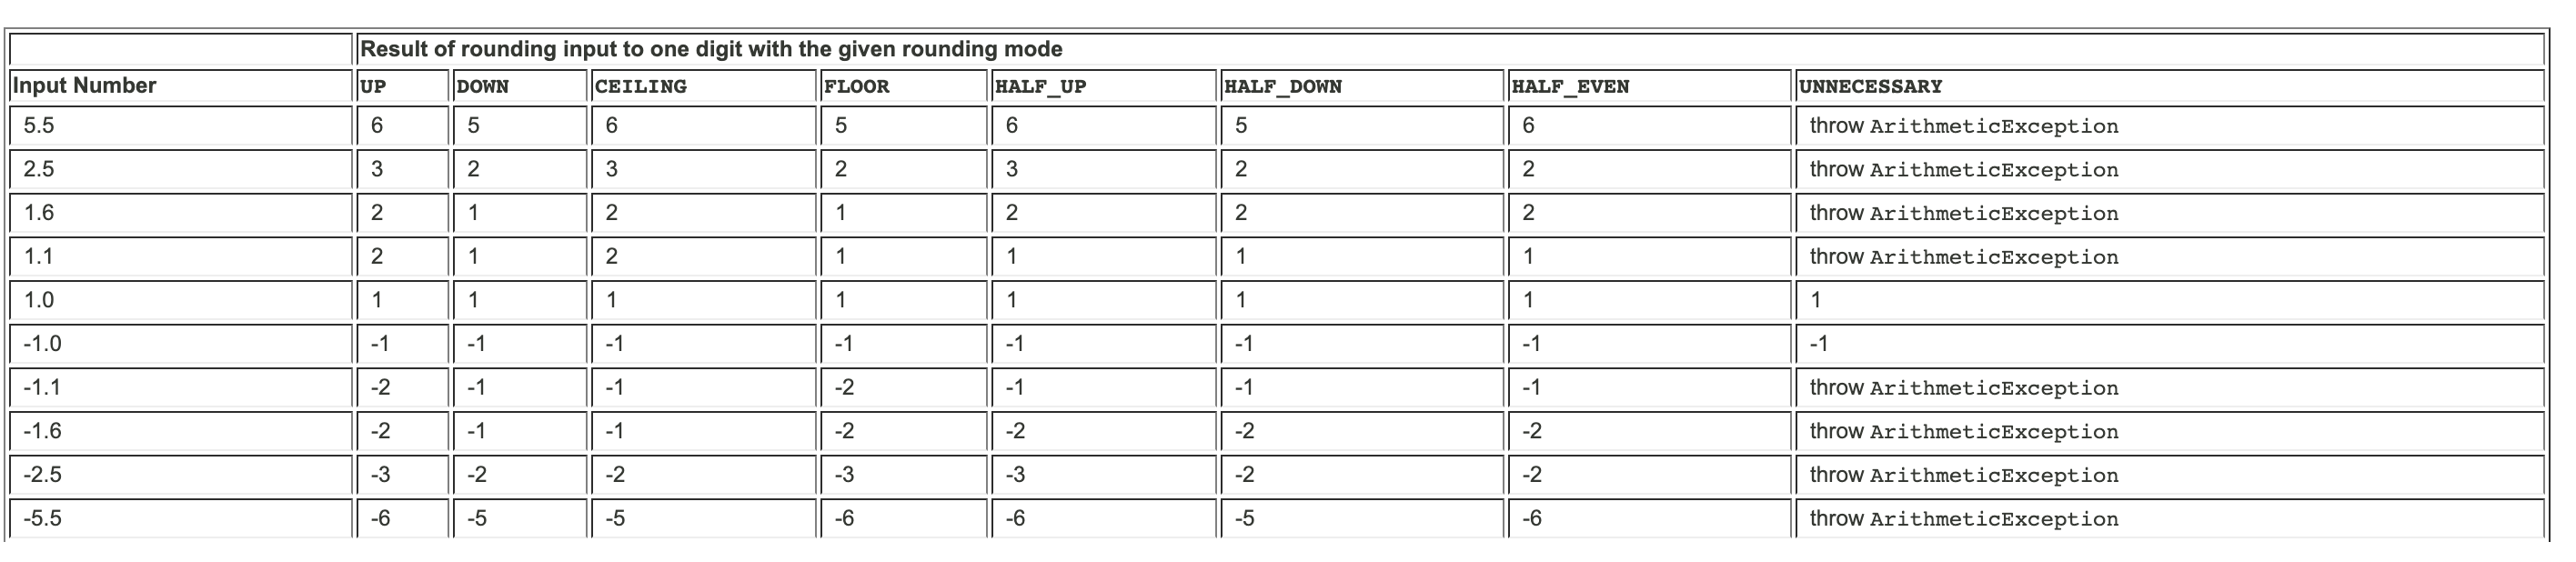 Result of rounding input to one digit with the given rounding mode
Input Number UP DOWN CEILING FLOOR HALF_UP HALF_DOWN HALF_EVEN UNNECESSARY
5.5 6 5 6 5 6 5 6 throw ArithmeticException
2.5 3 2 3 2 3 2 2 throw ArithmeticException
1.6 2 1 2 1 2 2 2 throw ArithmeticException
1.1 2 1 2 1 1 1 1 throw ArithmeticException
1.0 1 1 1 1 1 1 1 1
-1.0 -1 -1 -1 -1 -1 -1 -1 -1
-1.1 -2 -1 -1 -2 -1 -1 -1 throw ArithmeticException
-1.6 -2 -1 -1 -2 -2 -2 -2 throw ArithmeticException
-2.5 -3 -2 -2 -3 -3 -2 -2 throw ArithmeticException
-5.5 -6 -5 -5 -6 -6 -5 -6 throw ArithmeticException